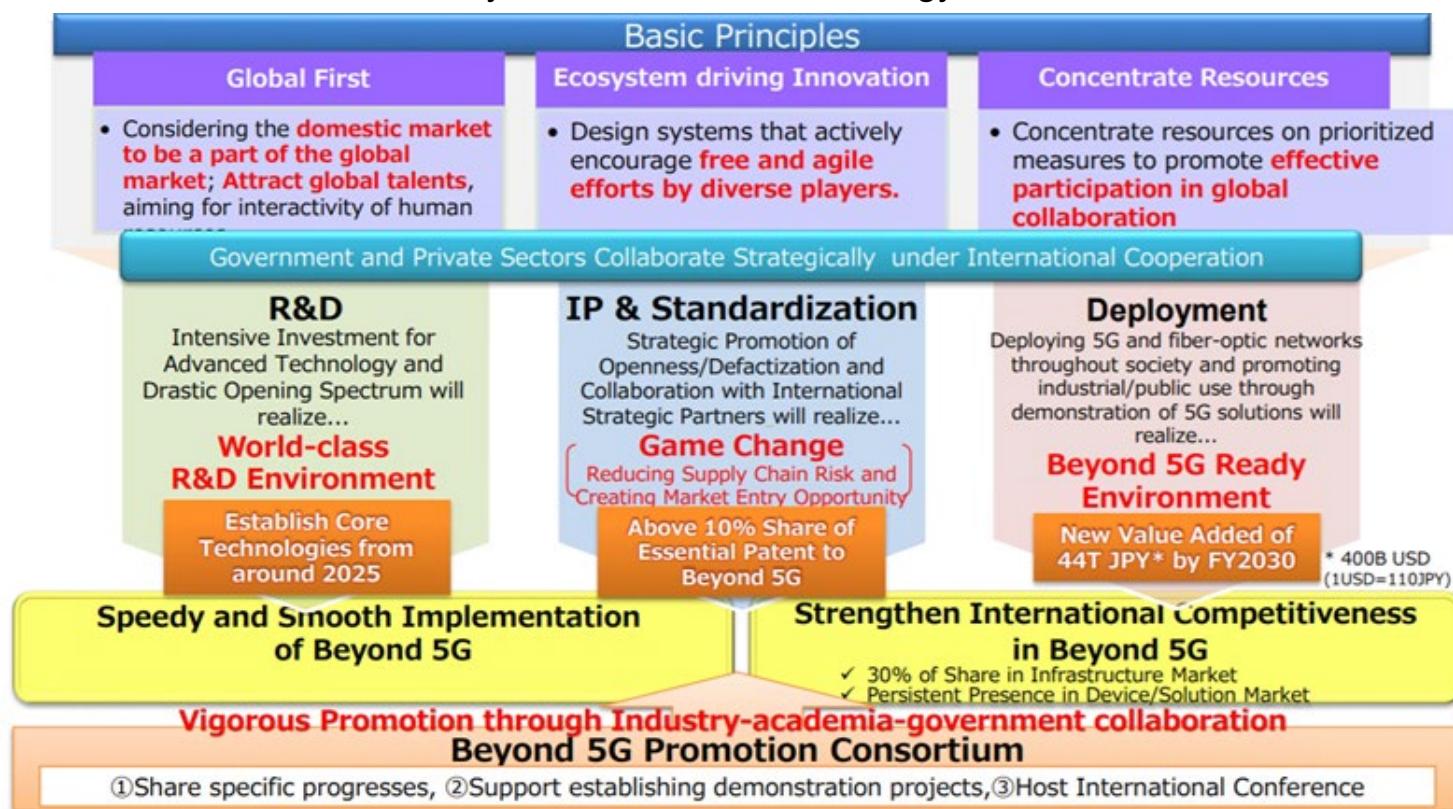 Basic Principles
Global First
• Considering the domestic market
to be a part of the global
market; Attract global talents,
aiming for interactivity of human
Ecosystem driving Innovation
• Design systems that actively
encourage free and agile
efforts by diverse players.
Concentrate Resources
• Concentrate resources on prioritized
measures to promote effective
participation in global
collaboration
Government and Private Sectors Collaborate Strategically under International Cooperation
R&D
Intensive Investment for
Advanced Technology and
Drastic Opening Spectrum will
realize...
World-class
R&D Environment
Establish Core
Technologies from
around 2025
IP & Standardization
Strategic Promotion of
Openness/Defactization and
Collaboration with International
Strategic Partners will realize...
Game Change
Reducing Supply Chain Risk and
Creating Market Entry Opportunity
Above 10% Share of
Essential Patent to
Beyond 5G
Deployment
Deploying 5G and fiber-optic networks
throughout society and promoting
industrial/public use through
demonstration of 5G solutions will
realize...
Beyond 5G Ready
Environment
New Value Added of
44T JPY* by FY2030
* 400B USD
(1USD=110JPY)
Speedy and Smooth Implementation
of Beyond 5G
Strengthen International Competitiveness
in Beyond 5G
✓ 30% of Share in Infrastructure Market
✓ Persistent Presence in Device/Solution Market
Vigorous Promotion through Industry-academia-government collaboration
Beyond 5G Promotion Consortium
①Share specific progresses, ②Support establishing demonstration projects,③Host International Conference